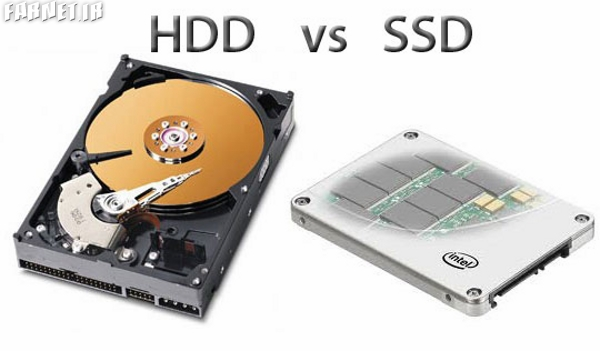 FARNET.IR
HDD vs SSD
intel